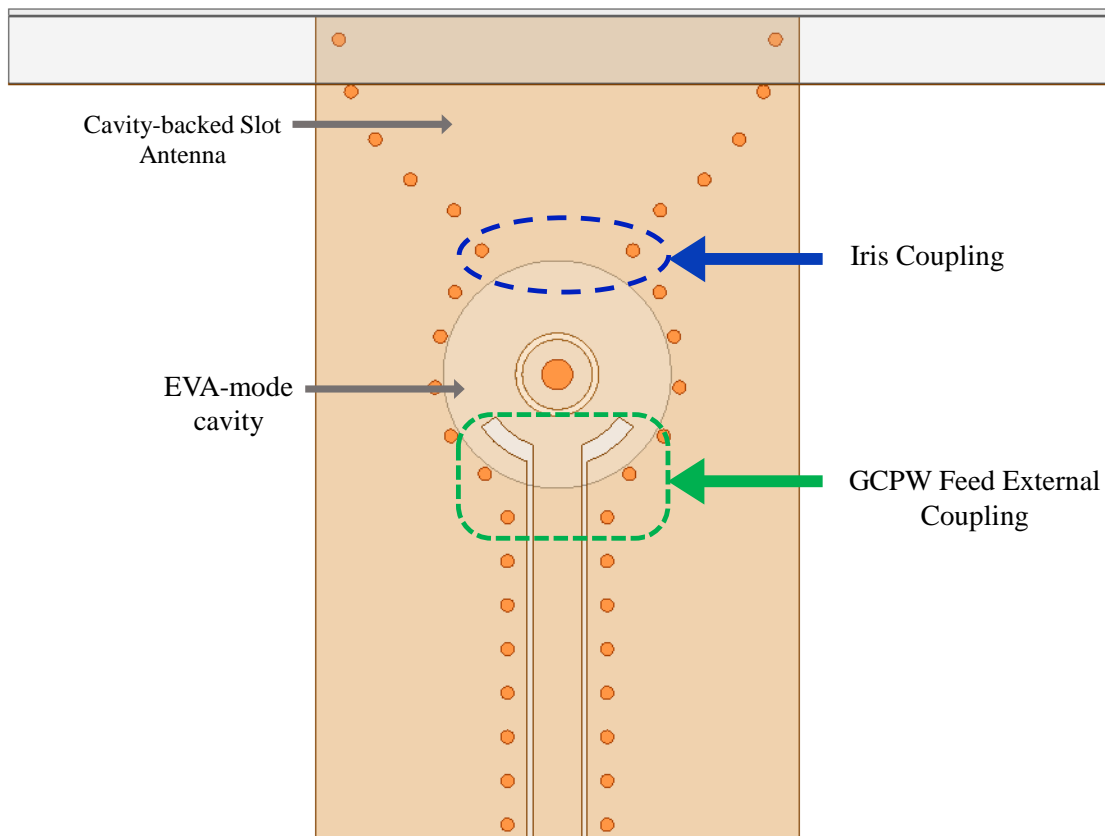 Cavity-backed Slot
Antenna
Iris Coupling
EVA-mode
cavity
GCPW Feed External
Coupling